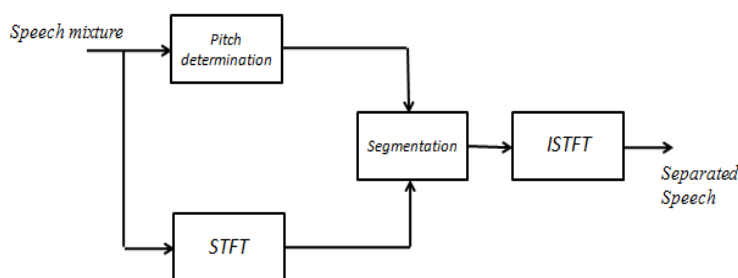 Speech mixture
Pitch
determination
Segmentation
ISTFT
Separated
Speech
STFT